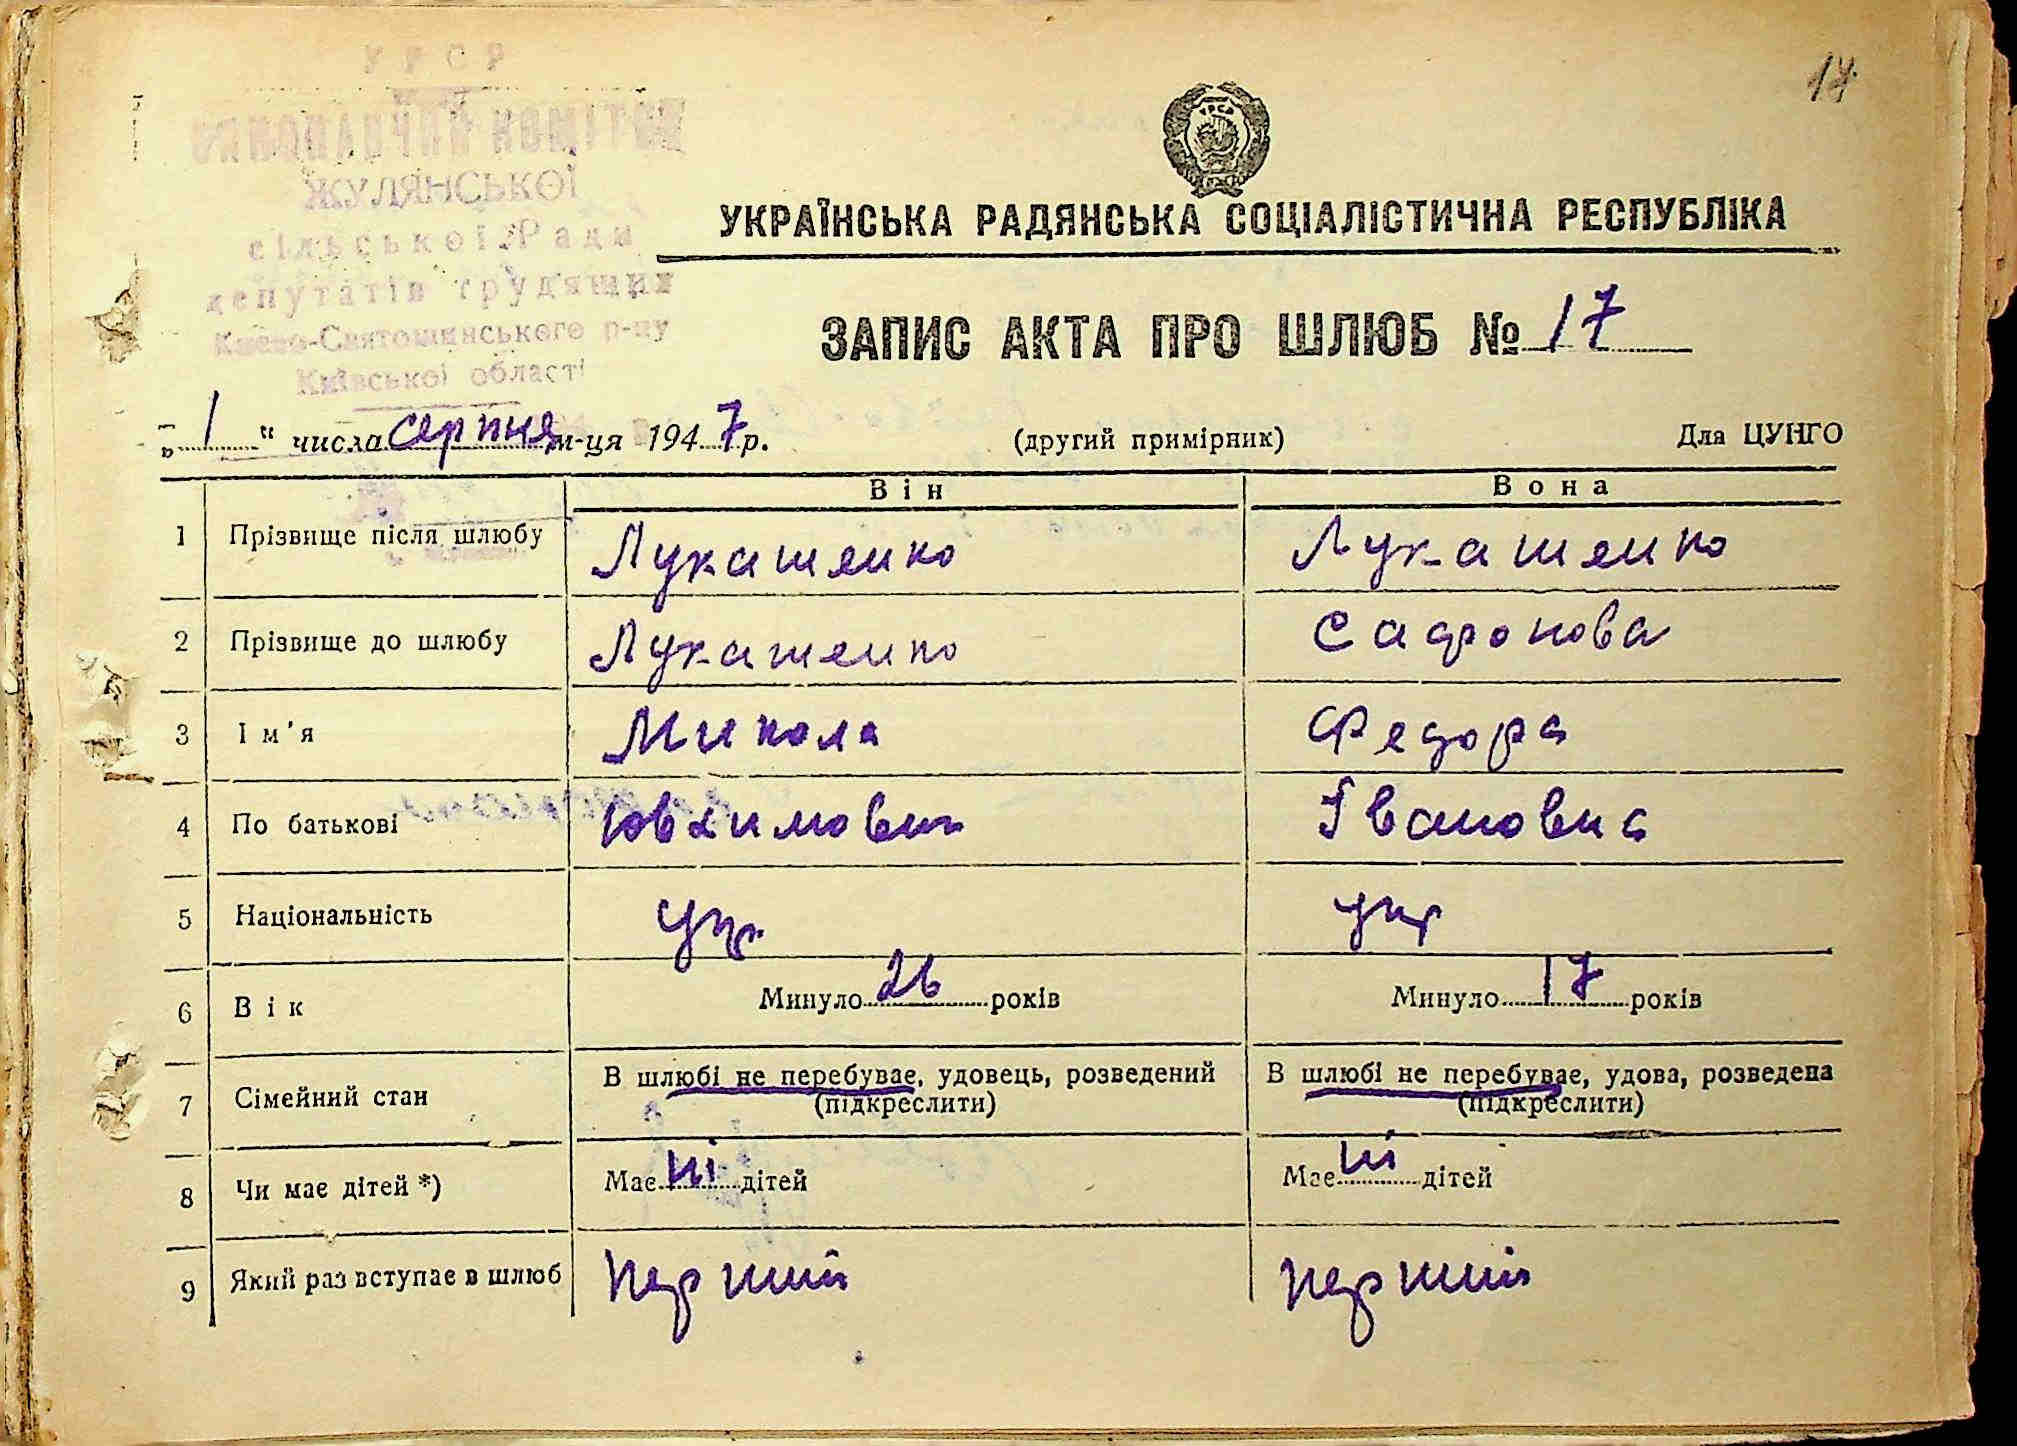 17
УРСР
ВИКОНАВЧИЙ КОМІТЕТ
ЖУЛЯНСЬКОЇ
сільської Ради
депутатів трудящих
Києво-Святошинського р-ну
Київської області
УКРАЇНСЬКА РАДЯНСЬКА СОЦІАЛІСТИЧНА РЕСПУБЛІКА
ЗАПИС АКТА ПРО ШЛЮБ № 17
„1“ числа серпня м-ця 1947 р. (другий примірник) Для ЦУНГО
Він Вона
1 Прізвище після шлюбу Лукашенко Лукашенко
2 Прізвище до шлюбу Лукашенко Сафонова
3 Ім'я Микола Федора
4 По батькові Ювхимович Івановна
5 Національність укр укр
6 Вік Минуло 26 років Минуло 17 років
7 Сімейний стан В шлюбі не перебуває, удовець, розведений (підкреслити) В шлюбі не перебуває, удова, розведена (підкреслити)
8 Чи має дітей *) Має ні дітей Має ні дітей
9 Який раз вступає в шлюб перший перший